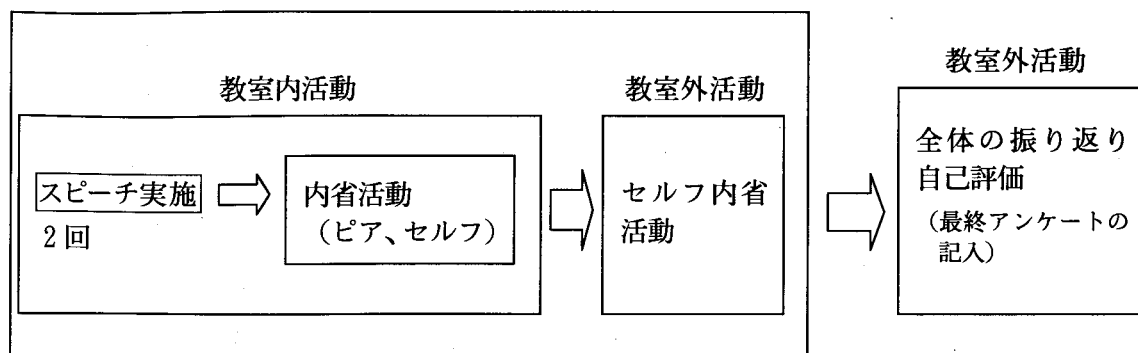 教室内活動
スピーチ実施
2回
内省活動
（ピア、セルフ）
教室外活動
セルフ内省
活動
教室外活動
全体の振り返り
自己評価
（最終アンケートの
記入）